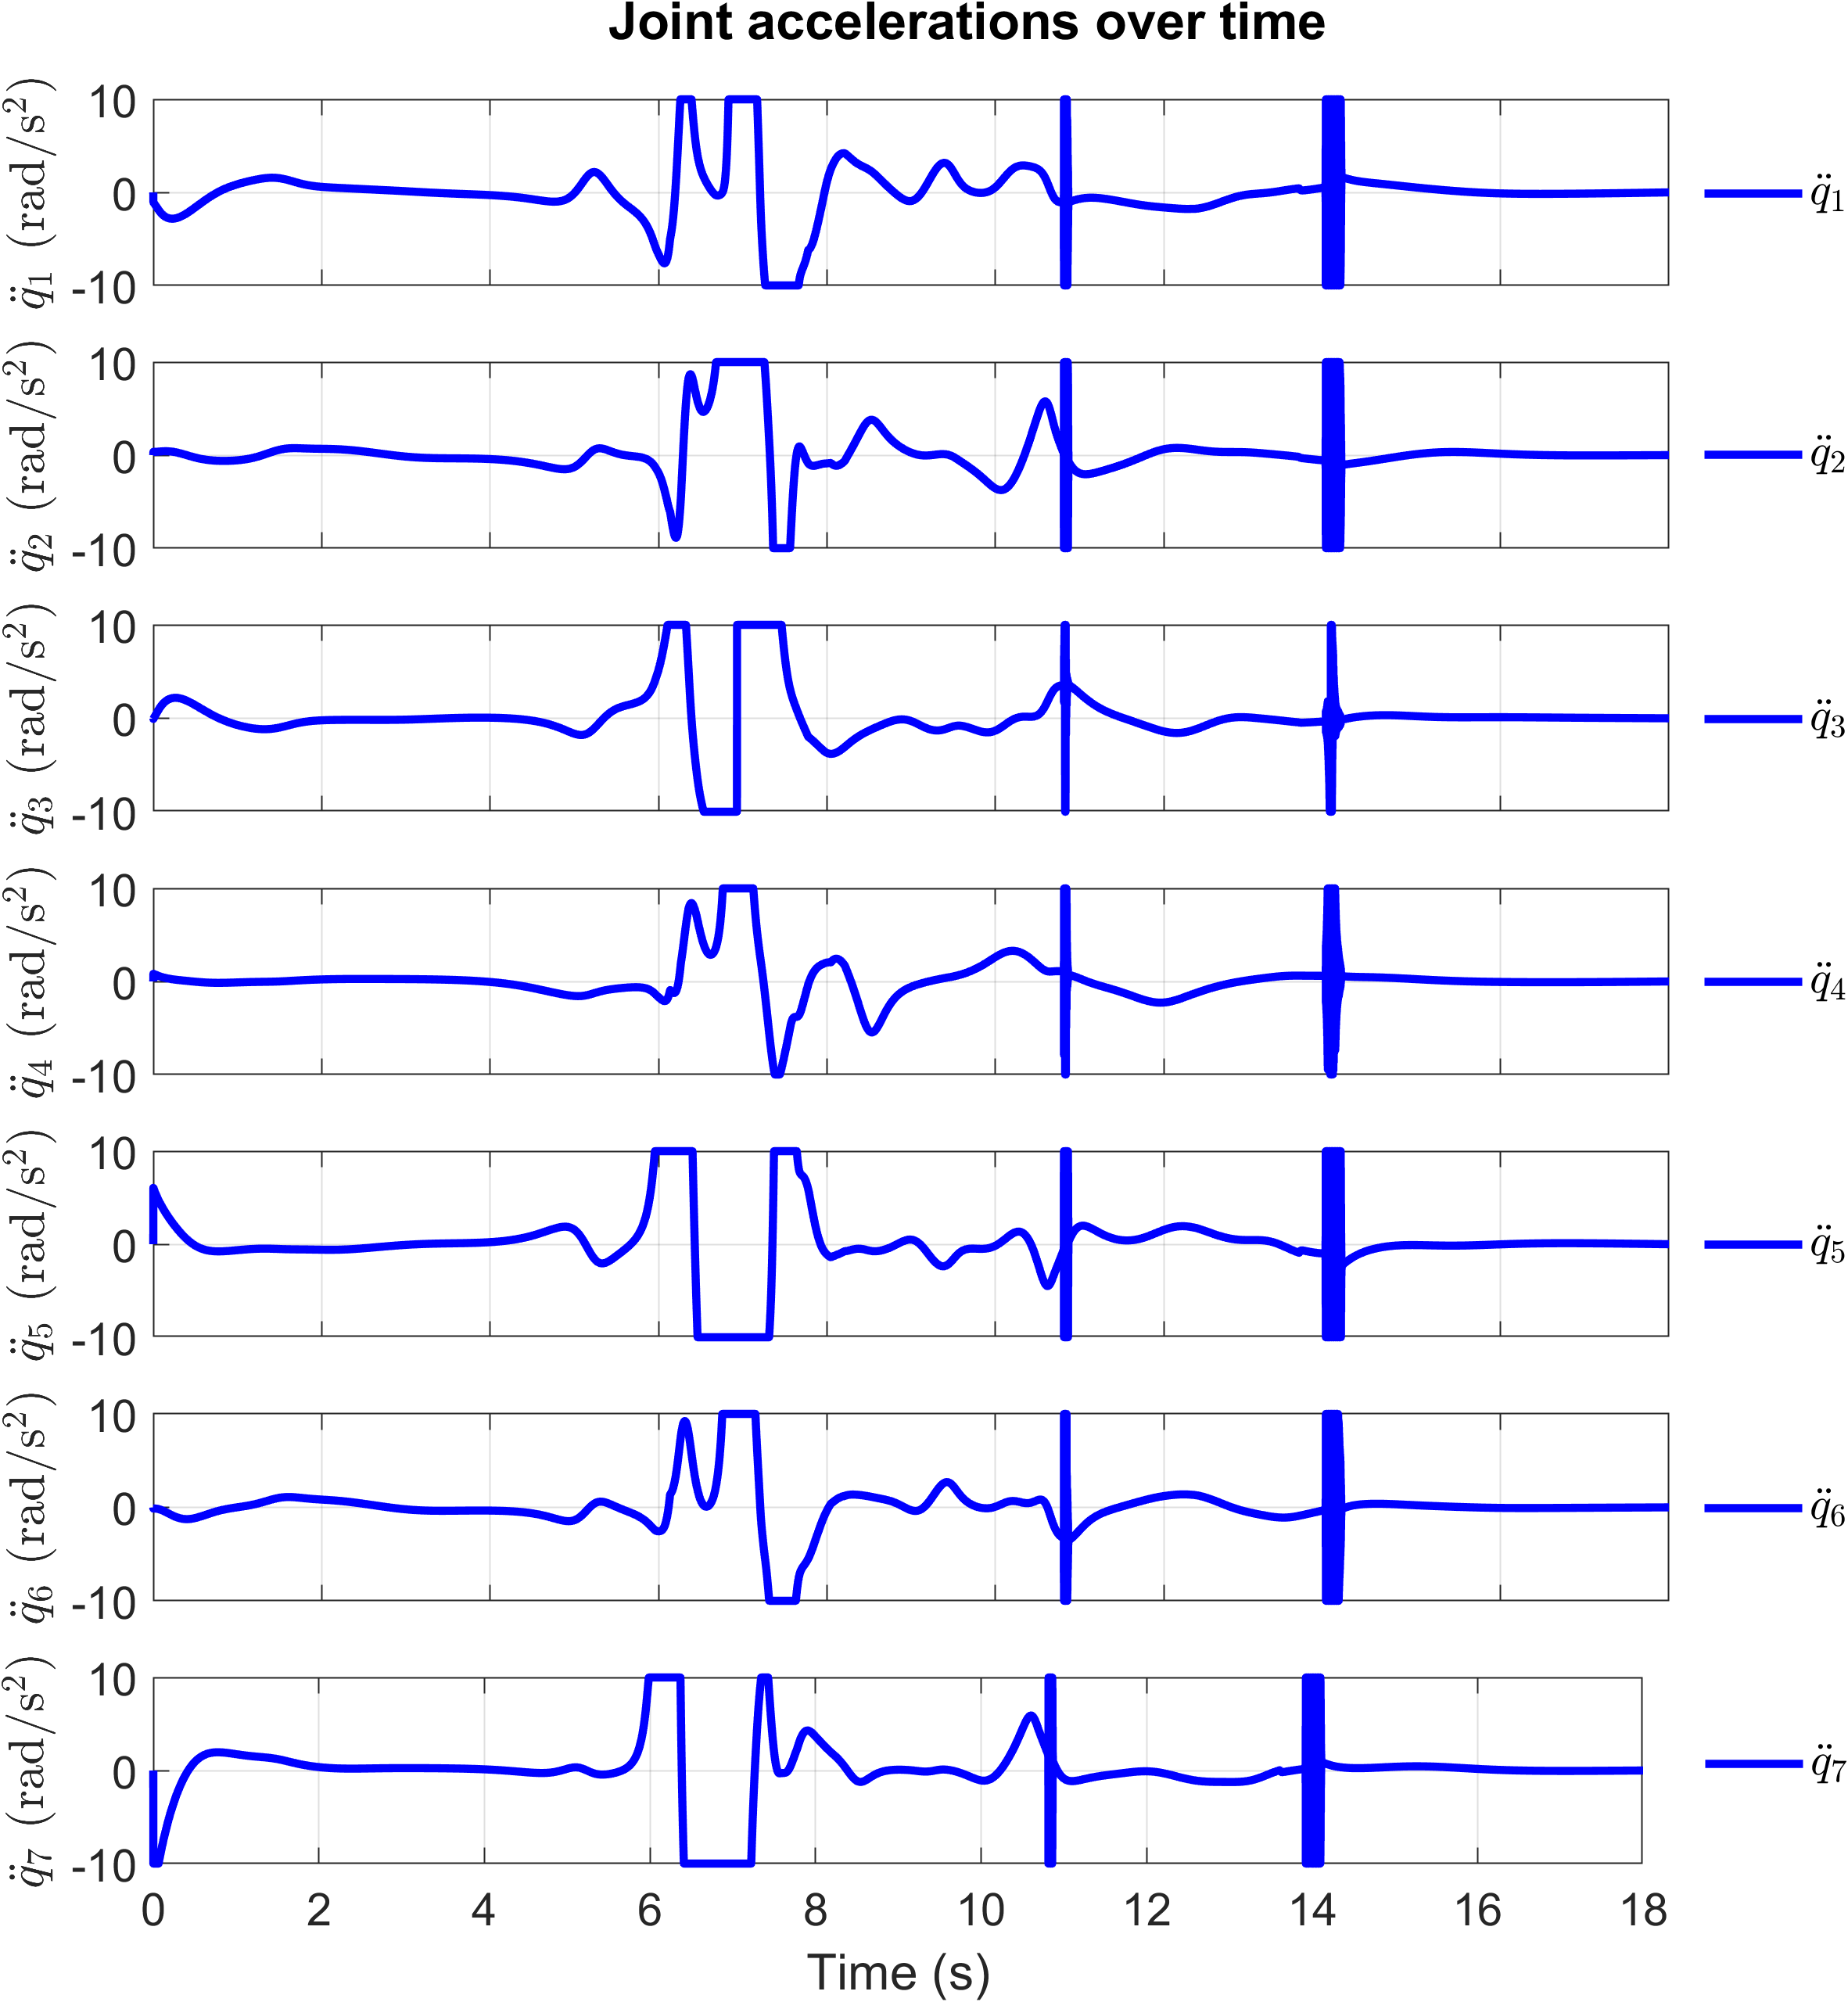 Joint accelerations over time
10
0
-10
q̈1 (rad/s²)
q̈1
10
0
-10
q̈2 (rad/s²)
q̈2
10
0
-10
q̈3 (rad/s²)
q̈3
10
0
-10
q̈4 (rad/s²)
q̈4
10
0
-10
q̈5 (rad/s²)
q̈5
10
0
-10
q̈6 (rad/s²)
q̈6
10
0
-10
q̈7 (rad/s²)
q̈7
0 2 4 6 8 10 12 14 16 18
Time (s)